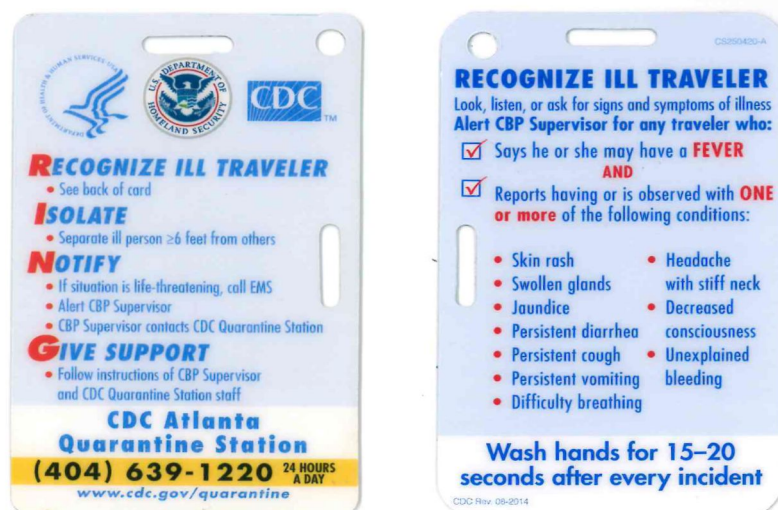 DEPARTMENT OF HEALTH & HUMAN SERVICES • USA
U.S. DEPARTMENT OF
HOMELAND SECURITY
CDC
TM
RECOGNIZE ILL TRAVELER
• See back of card
ISOLATE
• Separate ill person ≥6 feet from others
NOTIFY
• If situation is life-threatening, call EMS
• Alert CBP Supervisor
• CBP Supervisor contacts CDC Quarantine Station
GIVE SUPPORT
• Follow instructions of CBP Supervisor
and CDC Quarantine Station staff
CDC Atlanta
Quarantine Station
(404) 639-1220 24 HOURS
A DAY
www.cdc.gov/quarantine
CS250420-A
RECOGNIZE ILL TRAVELER
Look, listen, or ask for signs and symptoms of illness
Alert CBP Supervisor for any traveler who:
Says he or she may have a FEVER
AND
Reports having or is observed with ONE
or more of the following conditions:
• Skin rash
• Swollen glands
• Jaundice
• Persistent diarrhea
• Persistent cough
• Persistent vomiting
• Difficulty breathing
• Headache
with stiff neck
• Decreased
consciousness
• Unexplained
bleeding
Wash hands for 15–20
seconds after every incident
CDC Rev. 06-2014